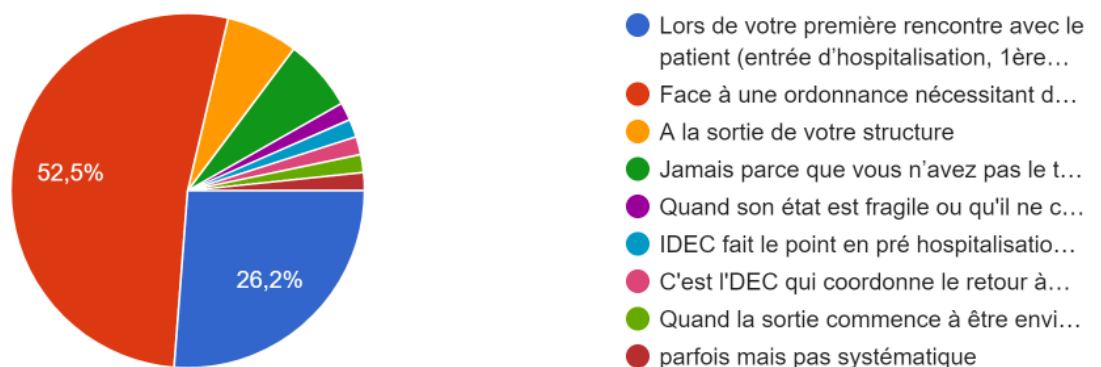 52,5%
26,2%
Lors de votre première rencontre avec le
patient (entrée d’hospitalisation, 1ère…
Face à une ordonnance nécessitant d…
A la sortie de votre structure
Jamais parce que vous n’avez pas le t…
Quand son état est fragile ou qu'il ne c…
IDEC fait le point en pré hospitalisatio…
C'est l'DEC qui coordonne le retour à…
Quand la sortie commence à être envi…
parfois mais pas systématique